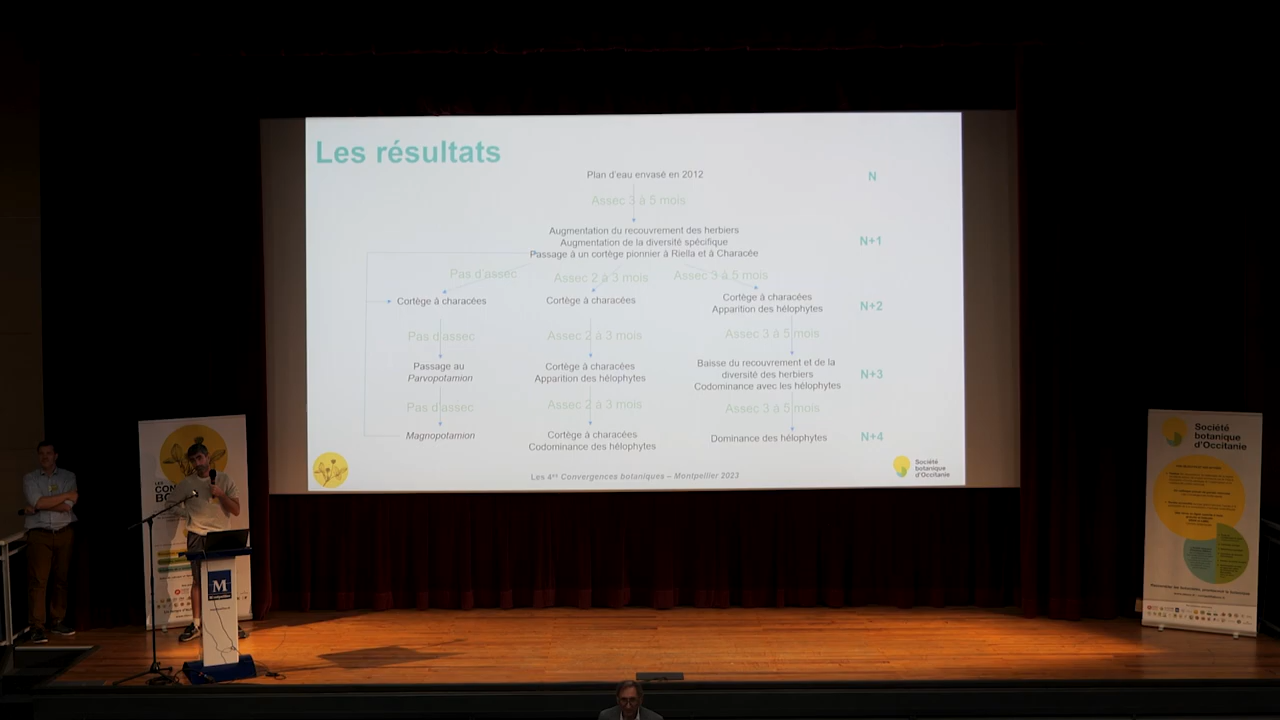 Les résultats
Plan d'eau envasé en 2012
N
Assec 3 à 5 mois
Augmentation du recouvrement des herbiers
Augmentation de la diversité spécifique
Passage à un cortège pionnier à Riella et à Characée
N+1
Pas d'assec
Assec 2 à 3 mois
Assec 3 à 5 mois
Cortège à characées
Cortège à characées
Cortège à characées
Apparition des hélophytes
N+2
Pas d'assec
Assec 2 à 3 mois
Assec 3 à 5 mois
Passage au
Parvopotamion
Cortège à characées
Apparition des hélophytes
Baisse du recouvrement et de la
diversité des herbiers
Codominance avec les hélophytes
N+3
Pas d'assec
Assec 2 à 3 mois
Assec 3 à 5 mois
Magnopotamion
Cortège à characées
Codominance des hélophytes
Dominance des hélophytes
N+4
Les 4es Convergences botaniques – Montpellier 2023
Société
botanique
d'Occitanie
M
Montpellier
Société
botanique
d'Occitanie